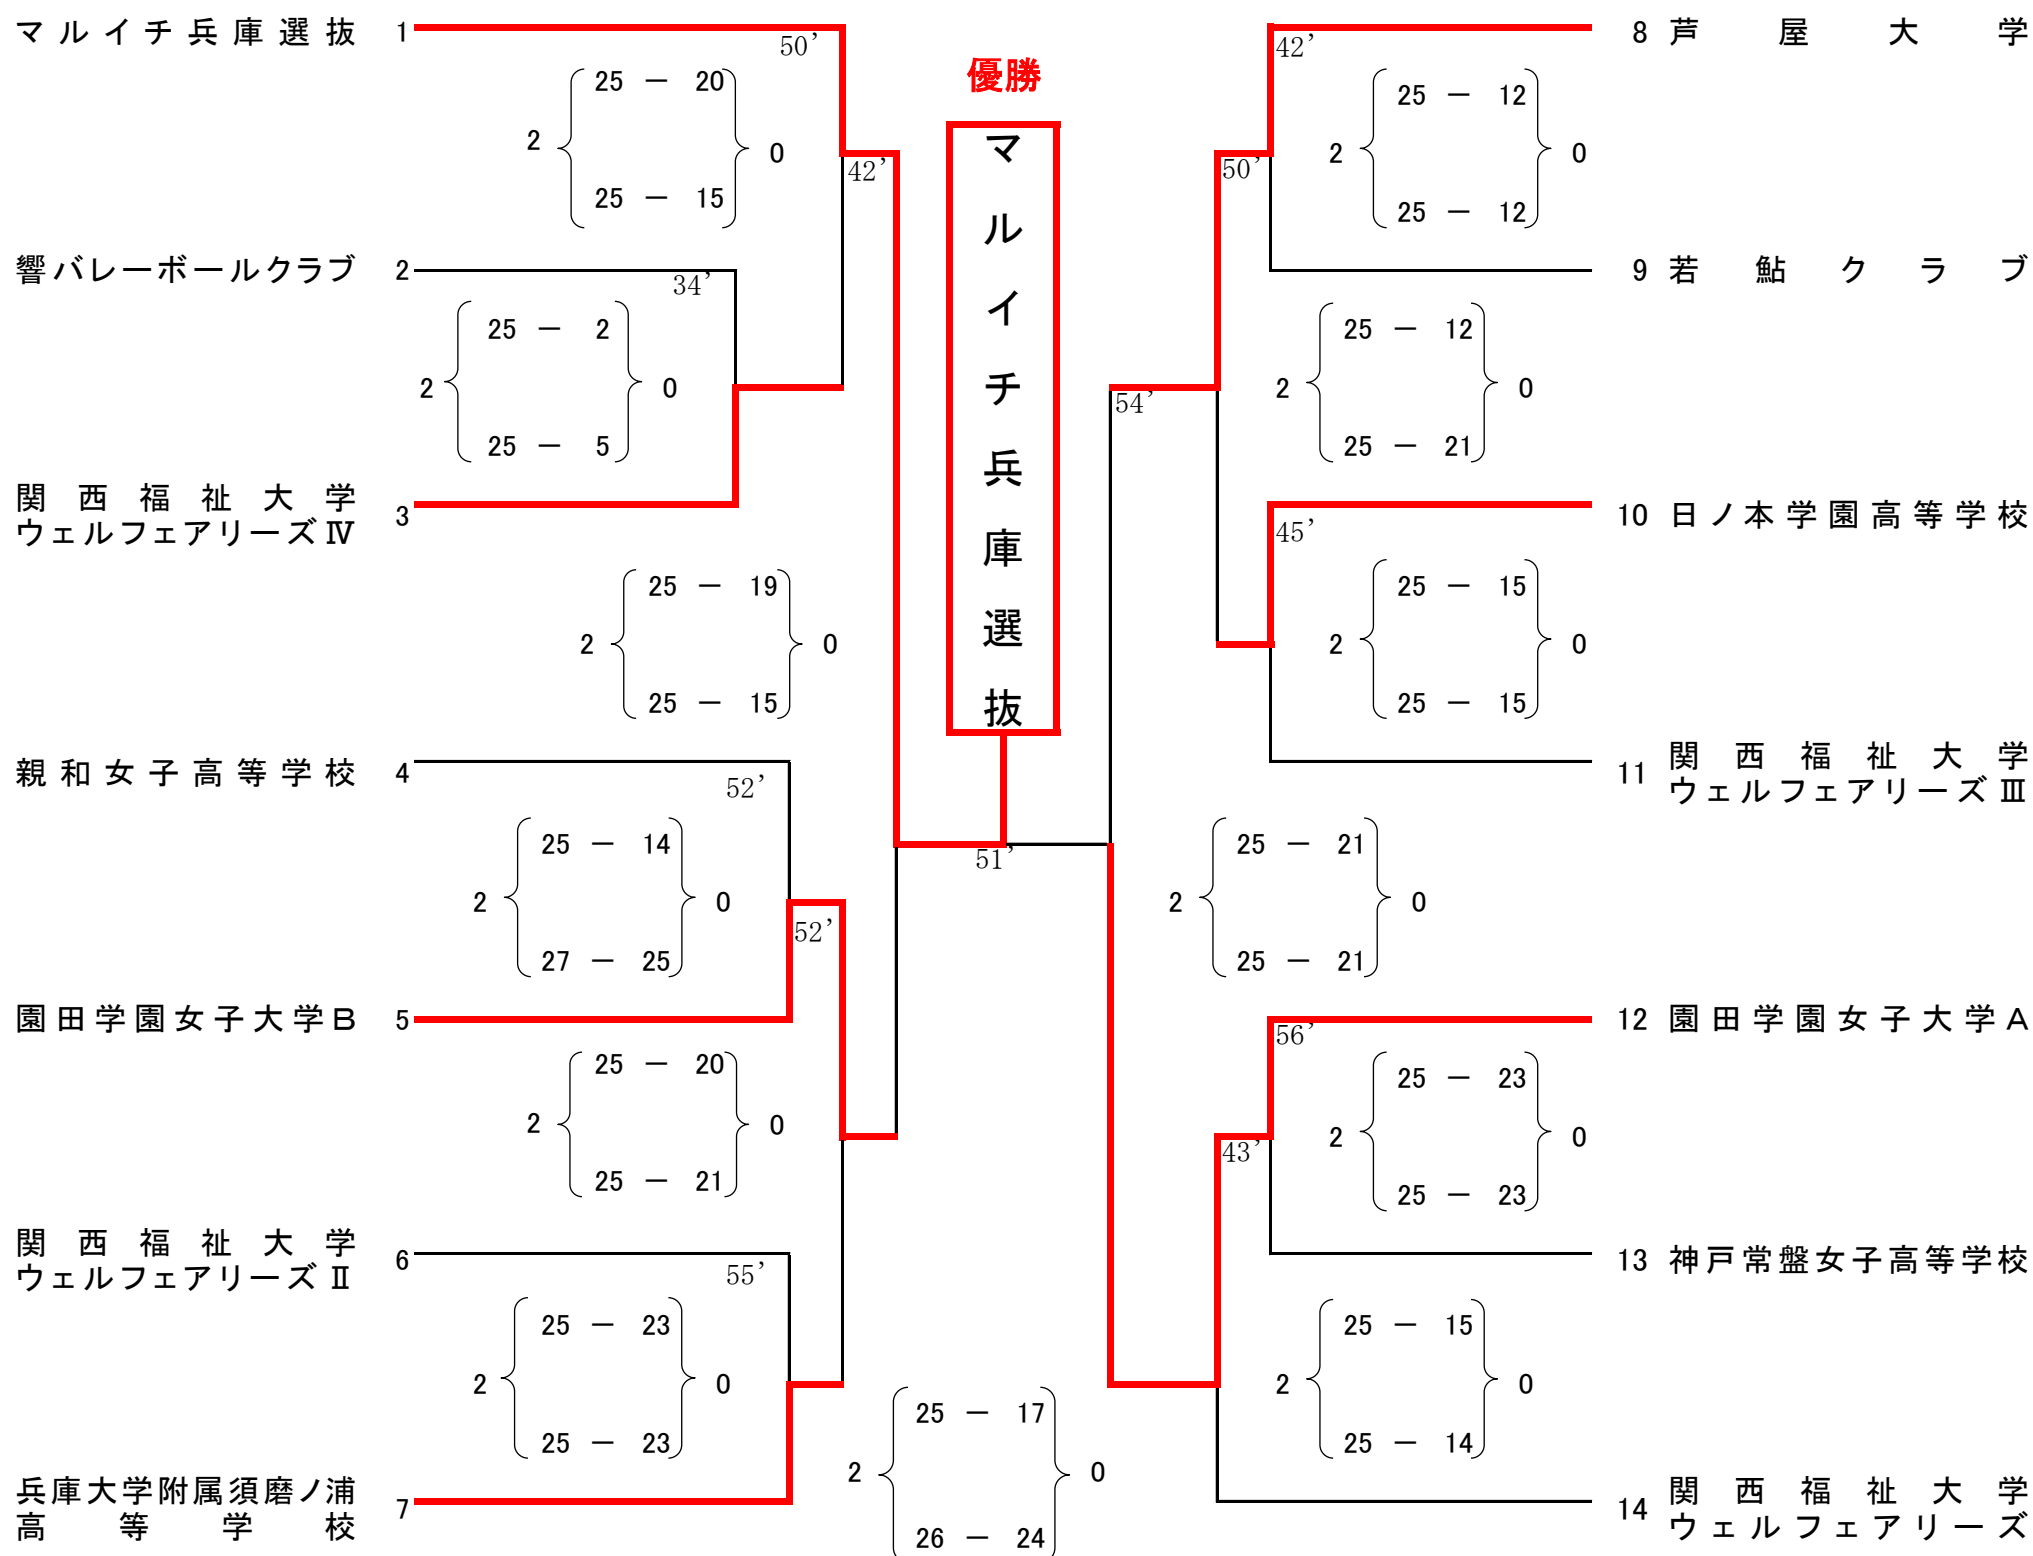 マルイチ兵庫選抜 1
50’
25 － 20
2 0
25 － 15
42’
響バレーボールクラブ 2
34’
25 － 2
2 0
25 － 5
関西福祉大学
ウェルフェアリーズⅣ 3
25 － 19
2 0
25 － 15
親和女子高等学校 4
52’
25 － 14
2 0
27 － 25
52’
園田学園女子大学B 5
25 － 20
2 0
25 － 21
関西福祉大学
ウェルフェアリーズⅡ 6
55’
25 － 23
2 0
25 － 23
兵庫大学附属須磨ノ浦
高等学校 7
優勝
マルイチ兵庫選抜
51’
25 － 17
2 0
26 － 24
8 芦屋大学
42’
25 － 12
2 0
25 － 12
50’
9 若鮎クラブ
25 － 12
2 0
25 － 21
54’
10 日ノ本学園高等学校
45’
25 － 15
2 0
25 － 15
11 関西福祉大学
ウェルフェアリーズⅢ
25 － 21
2 0
25 － 21
12 園田学園女子大学A
56’
25 － 23
2 0
25 － 23
43’
13 神戸常盤女子高等学校
25 － 15
2 0
25 － 14
14 関西福祉大学
ウェルフェアリーズ